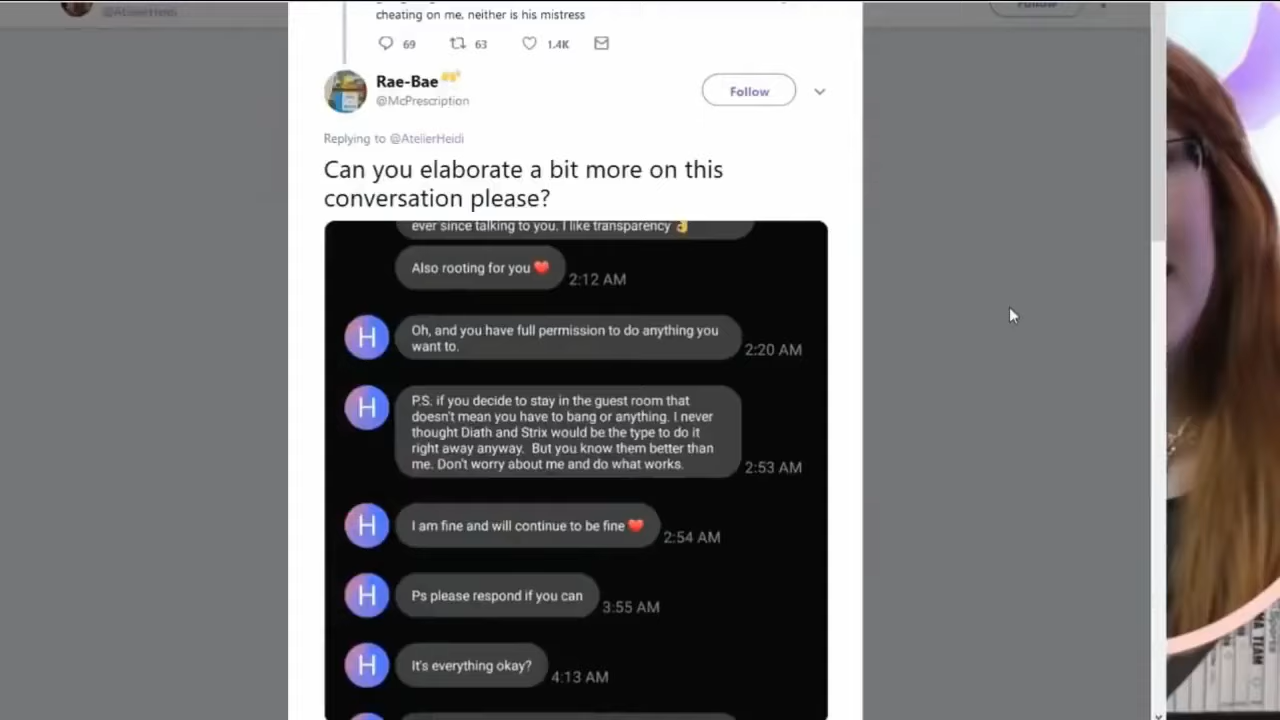 @AtelierHeidi
Follow
cheating on me, neither is his mistress
69 63 1.4K
Rae-Bae
@McPrescription
Follow
Replying to @AtelierHeidi
Can you elaborate a bit more on this
conversation please?
ever since talking to you. I like transparency 👌
Also rooting for you ❤️
2:12 AM
H
Oh, and you have full permission to do anything you
want to.
2:20 AM
H
P.S. if you decide to stay in the guest room that
doesn't mean you have to bang or anything. I never
thought Diath and Strix would be the type to do it
right away anyway. But you know them better than
me. Don't worry about me and do what works.
2:53 AM
H
I am fine and will continue to be fine ❤️
2:54 AM
H
Ps please respond if you can
3:55 AM
H
It's everything okay?
4:13 AM
TEAM